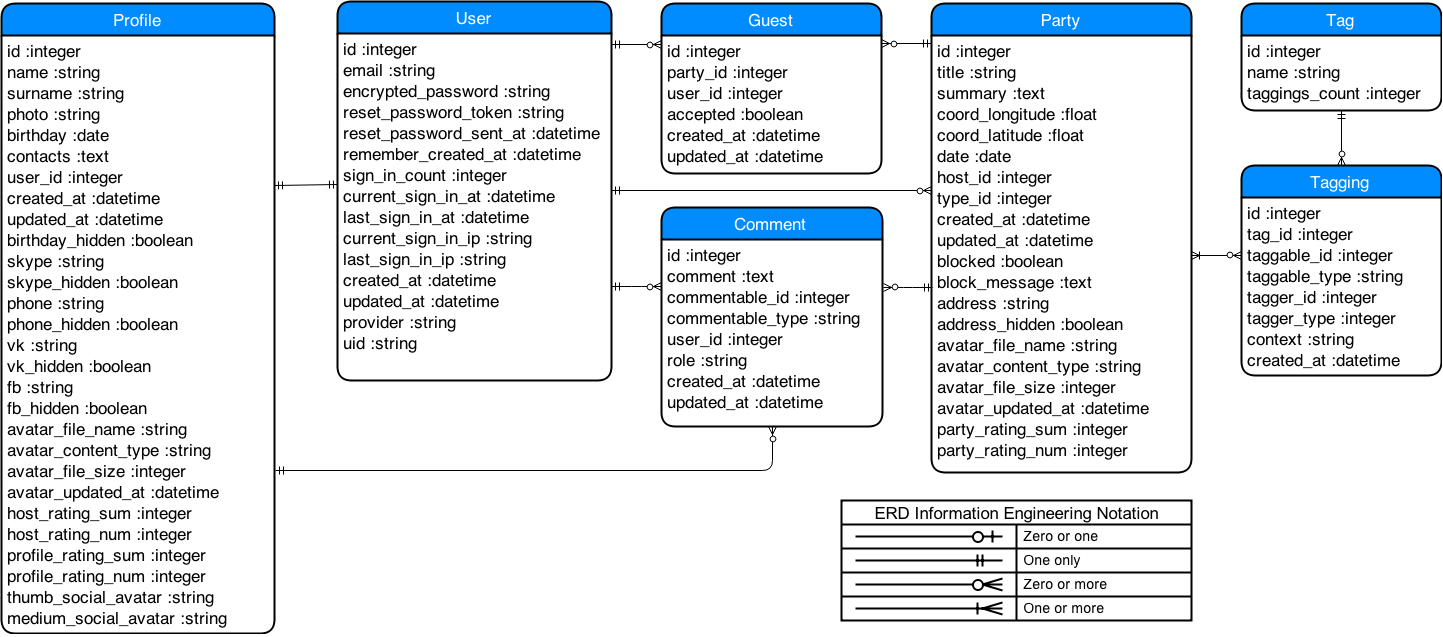 Profile
id :integer
name :string
surname :string
photo :string
birthday :date
contacts :text
user_id :integer
created_at :datetime
updated_at :datetime
birthday_hidden :boolean
skype :string
skype_hidden :boolean
phone :string
phone_hidden :boolean
vk :string
vk_hidden :boolean
fb :string
fb_hidden :boolean
avatar_file_name :string
avatar_content_type :string
avatar_file_size :integer
avatar_updated_at :datetime
host_rating_sum :integer
host_rating_num :integer
profile_rating_sum :integer
profile_rating_num :integer
thumb_social_avatar :string
medium_social_avatar :string
User
id :integer
email :string
encrypted_password :string
reset_password_token :string
reset_password_sent_at :datetime
remember_created_at :datetime
sign_in_count :integer
current_sign_in_at :datetime
last_sign_in_at :datetime
current_sign_in_ip :string
last_sign_in_ip :string
created_at :datetime
updated_at :datetime
provider :string
uid :string
Guest
id :integer
party_id :integer
user_id :integer
accepted :boolean
created_at :datetime
updated_at :datetime
Comment
id :integer
comment :text
commentable_id :integer
commentable_type :string
user_id :integer
role :string
created_at :datetime
updated_at :datetime
Party
id :integer
title :string
summary :text
coord_longitude :float
coord_latitude :float
date :date
host_id :integer
type_id :integer
created_at :datetime
updated_at :datetime
blocked :boolean
block_message :text
address :string
address_hidden :boolean
avatar_file_name :string
avatar_content_type :string
avatar_file_size :integer
avatar_updated_at :datetime
party_rating_sum :integer
party_rating_num :integer
Tag
id :integer
name :string
taggings_count :integer
Tagging
id :integer
tag_id :integer
taggable_id :integer
taggable_type :string
tagger_id :integer
tagger_type :integer
context :string
created_at :datetime
ERD Information Engineering Notation
Zero or one
One only
Zero or more
One or more